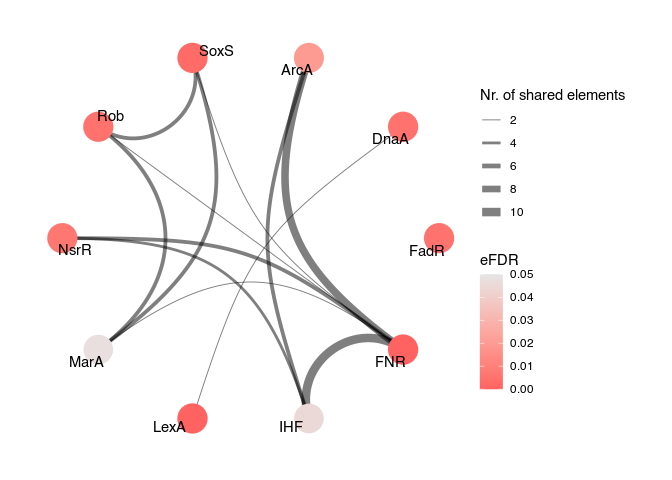 SoxS
ArcA
Rob
DnaA
NsrR
FadR
MarA
FNR
LexA
IHF
Nr. of shared elements
2
4
6
8
10
eFDR
0.05
0.04
0.03
0.02
0.01
0.00